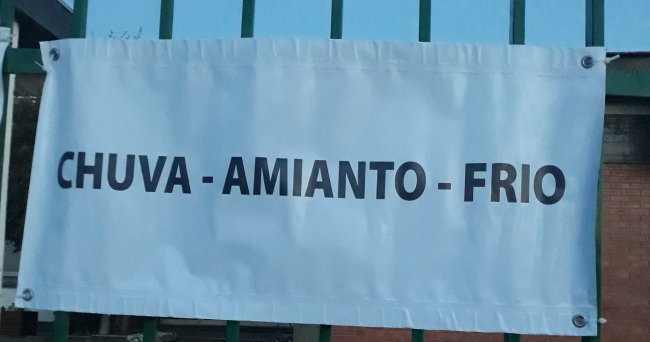 CHUVA - AMIANTO - FRIO